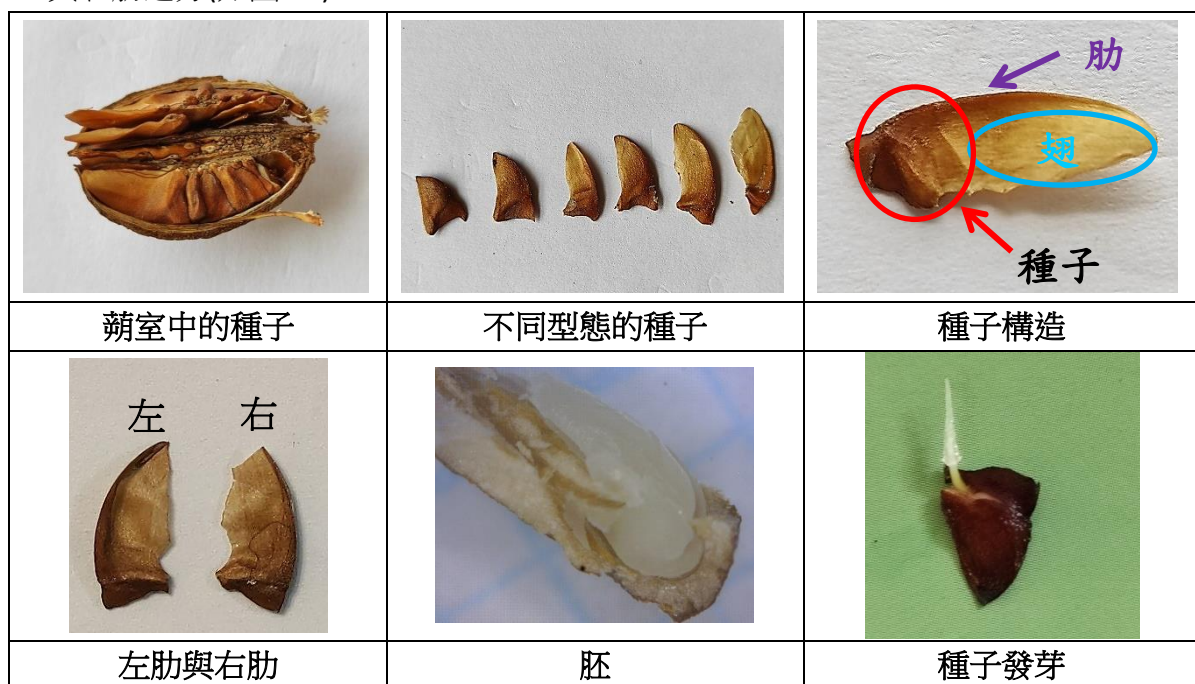 肋
翅
種子
蒴室中的種子
不同型態的種子
種子構造
左 右
左肋與右肋
胚
種子發芽